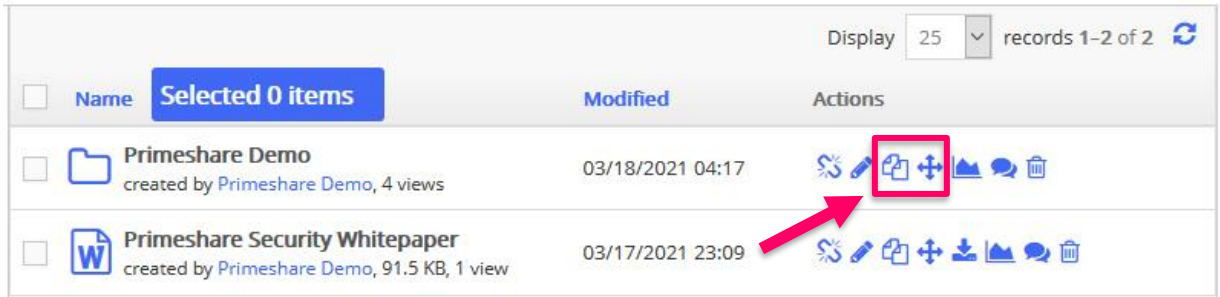 Display 25 records 1–2 of 2
Name Selected 0 items Modified Actions
Primeshare Demo
created by Primeshare Demo, 4 views
03/18/2021 04:17
W
Primeshare Security Whitepaper
created by Primeshare Demo, 91.5 KB, 1 view
03/17/2021 23:09